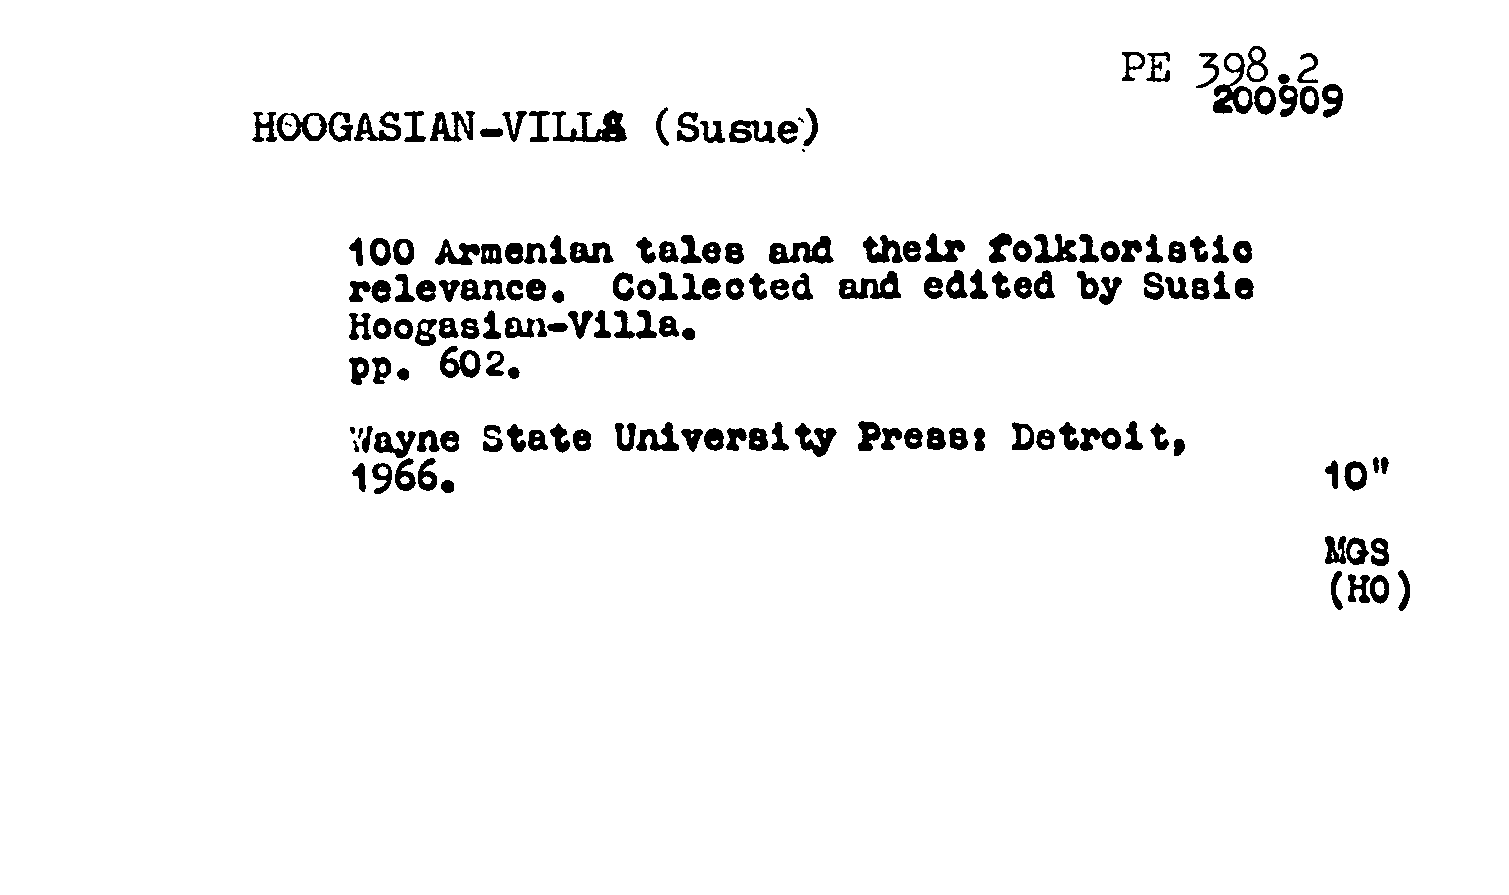 PE 398.2
200909
HOOGASIAN-VILLA (Susue)
100 Armenian tales and their folkloristic
relevance. Collected and edited by Susie
Hoogasian-Villa.
pp. 602.
Wayne State University Press: Detroit,
1966.
10"
MGS
(HO)